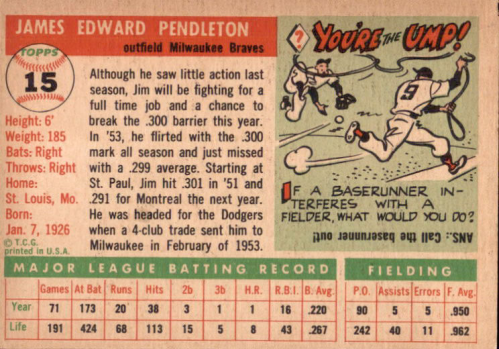 JAMES EDWARD PENDLETON
outfield Milwaukee Braves
TOPPS
15
Height: 6'
Weight: 185
Bats: Right
Throws: Right
Home:
St. Louis, Mo.
Born:
Jan. 7, 1926
© T.C.G.
printed in U.S.A.
Although he saw little action last
season, Jim will be fighting for a
full time job and a chance to
break the .300 barrier this year.
In '53, he flirted with the .300
mark all season and just missed
with a .299 average. Starting at
St. Paul, Jim hit .301 in '51 and
.291 for Montreal the next year.
He was headed for the Dodgers
when a 4-club trade sent him to
Milwaukee in February of 1953.
?
YOU'RE THE UMP!
9
IF A BASERUNNER IN-
TERFERES WITH A
FIELDER, WHAT WOULD YOU DO?
ANS.: Call the baserunner out!
MAJOR LEAGUE BATTING RECORD
Games At Bat Runs Hits 2b 3b H.R. R.B.I. B. Avg.
Year 71 173 20 38 3 1 1 16 .220
Life 191 424 68 113 15 5 8 43 .267
FIELDING
P.O. Assists Errors F. Avg.
90 5 5 .950
242 40 11 .962